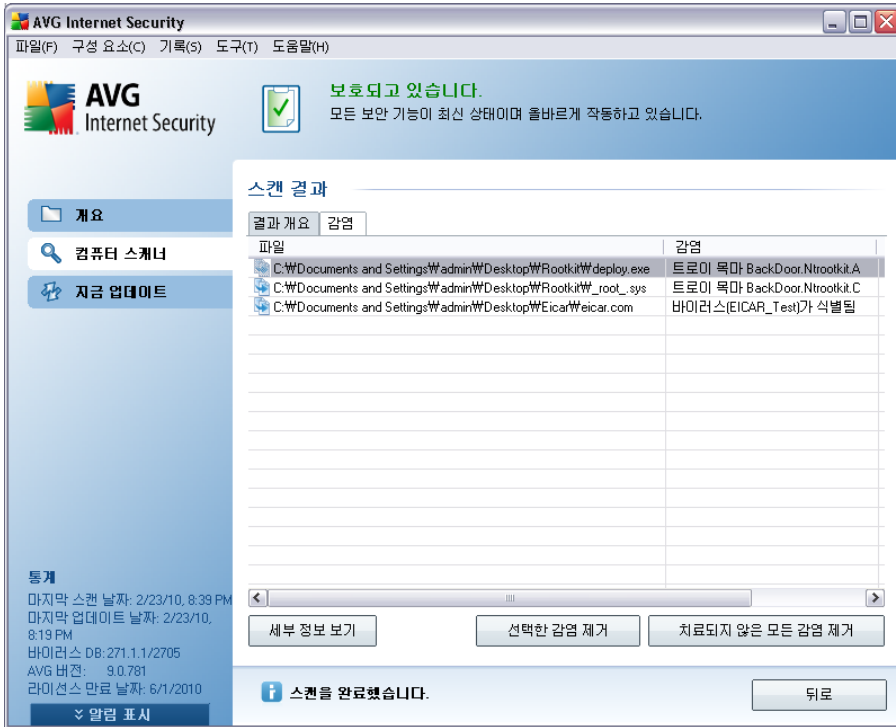 AVG Internet Security
파일(F) 구성 요소(C) 기록(S) 도구(T) 도움말(H)
AVG
Internet Security
보호되고 있습니다.
모든 보안 기능이 최신 상태이며 올바르게 작동하고 있습니다.
개요
컴퓨터 스캐너
지금 업데이트
스캔 결과
결과 개요 감염
파일 감염
C:₩Documents and Settings₩admin₩Desktop₩Rootkit₩deploy.exe 트로이 목마 BackDoor.Ntrootkit.A
C:₩Documents and Settings₩admin₩Desktop₩Rootkit₩_root_.sys 트로이 목마 BackDoor.Ntrootkit.C
C:₩Documents and Settings₩admin₩Desktop₩Eicar₩eicar.com 바이러스(EICAR_Test)가 식별됨
세부 정보 보기 선택한 감염 제거 치료되지 않은 모든 감염 제거
통계
마지막 스캔 날짜: 2/23/10, 8:39 PM
마지막 업데이트 날짜: 2/23/10,
8:19 PM
바이러스 DB: 271.1.1/2705
AVG 버전: 9.0.781
라이선스 만료 날짜: 6/1/2010
알림 표시
스캔을 완료했습니다.
뒤로